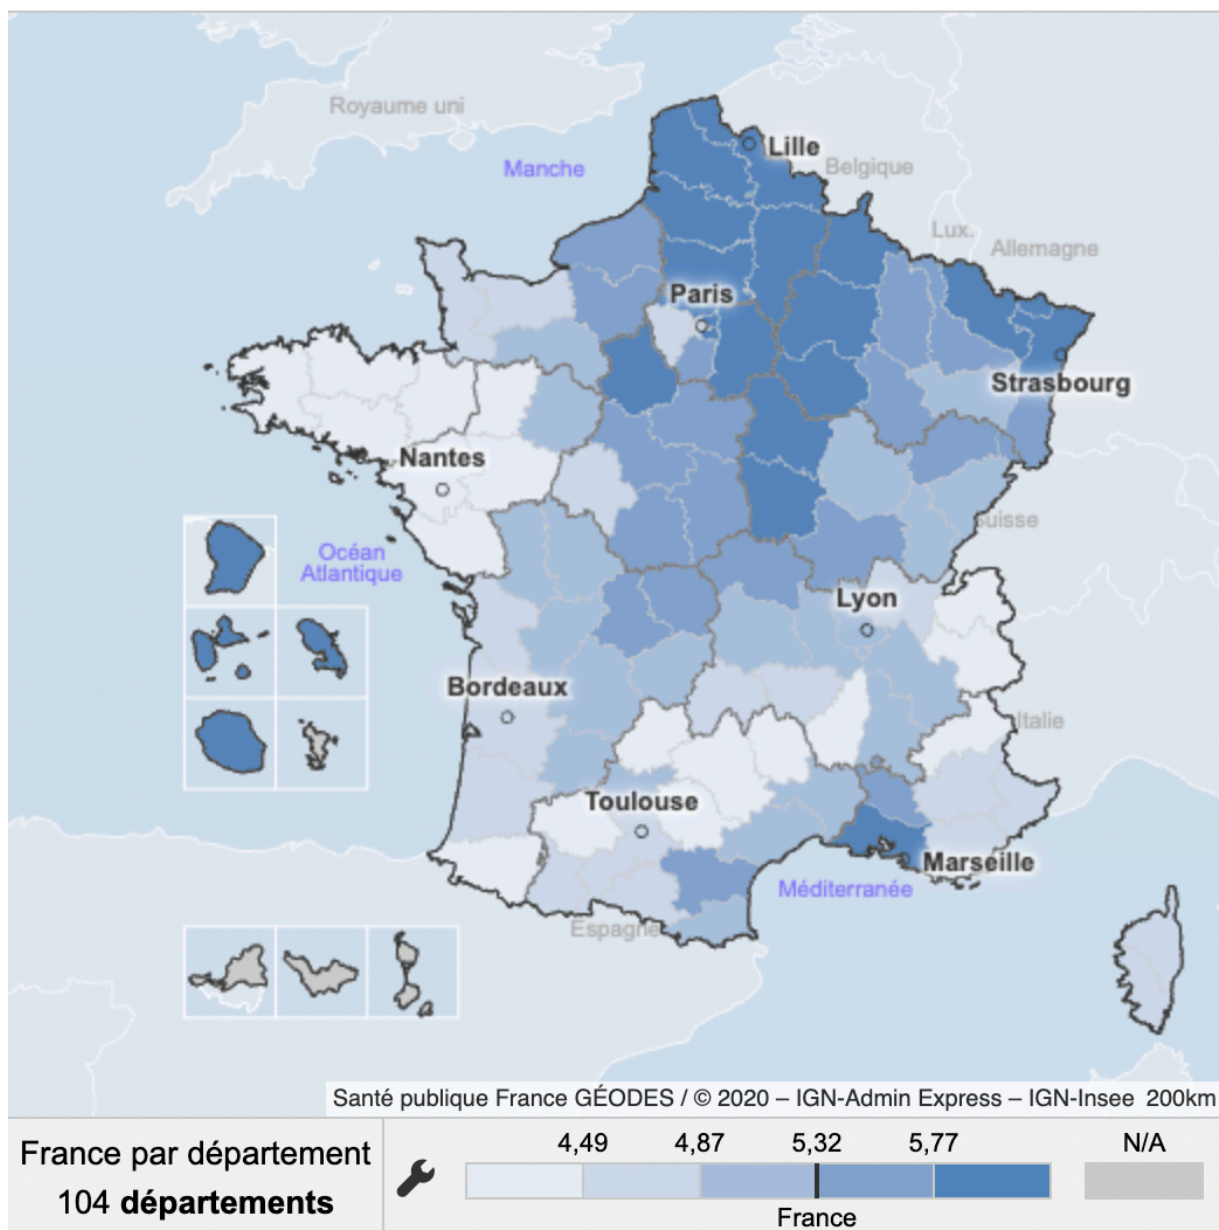 Royaume uni
Manche
Lille
Belgique
Lux.
Allemagne
Paris
Strasbourg
Nantes
Suisse
Océan
Atlantique
Lyon
Bordeaux
Italie
Toulouse
Marseille
Méditerranée
Espagne
Santé publique France GÉODES / © 2020 – IGN-Admin Express – IGN-Insee 200km
France par département
104 départements
4,49 4,87 5,32 5,77 N/A
France